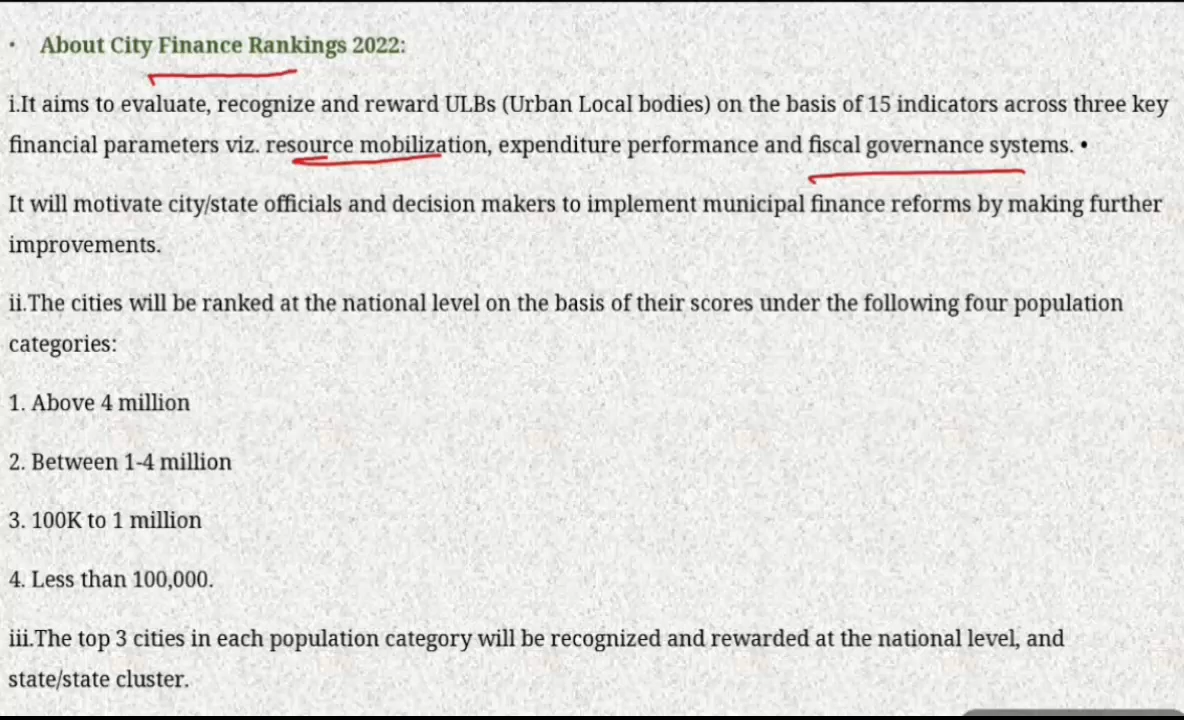 • About City Finance Rankings 2022:
i.It aims to evaluate, recognize and reward ULBs (Urban Local bodies) on the basis of 15 indicators across three key
financial parameters viz. resource mobilization, expenditure performance and fiscal governance systems. •
It will motivate city/state officials and decision makers to implement municipal finance reforms by making further
improvements.
ii.The cities will be ranked at the national level on the basis of their scores under the following four population
categories:
1. Above 4 million
2. Between 1-4 million
3. 100K to 1 million
4. Less than 100,000.
iii.The top 3 cities in each population category will be recognized and rewarded at the national level, and
state/state cluster.